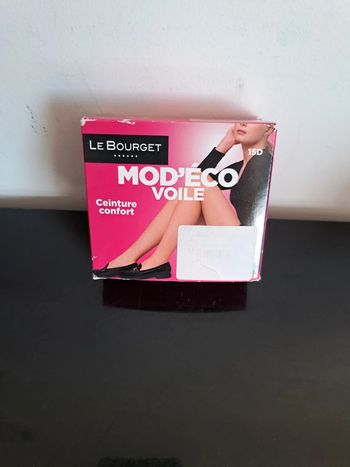 LE BOURGET
15D
MOD'ÉCO
VOILE
Ceinture
confort